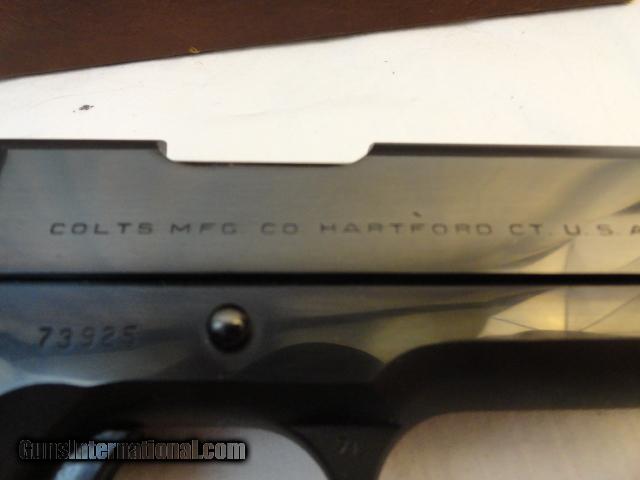 COLTS MFG CO HARTFORD CT. U.S.A
73925
GunsInternational.com